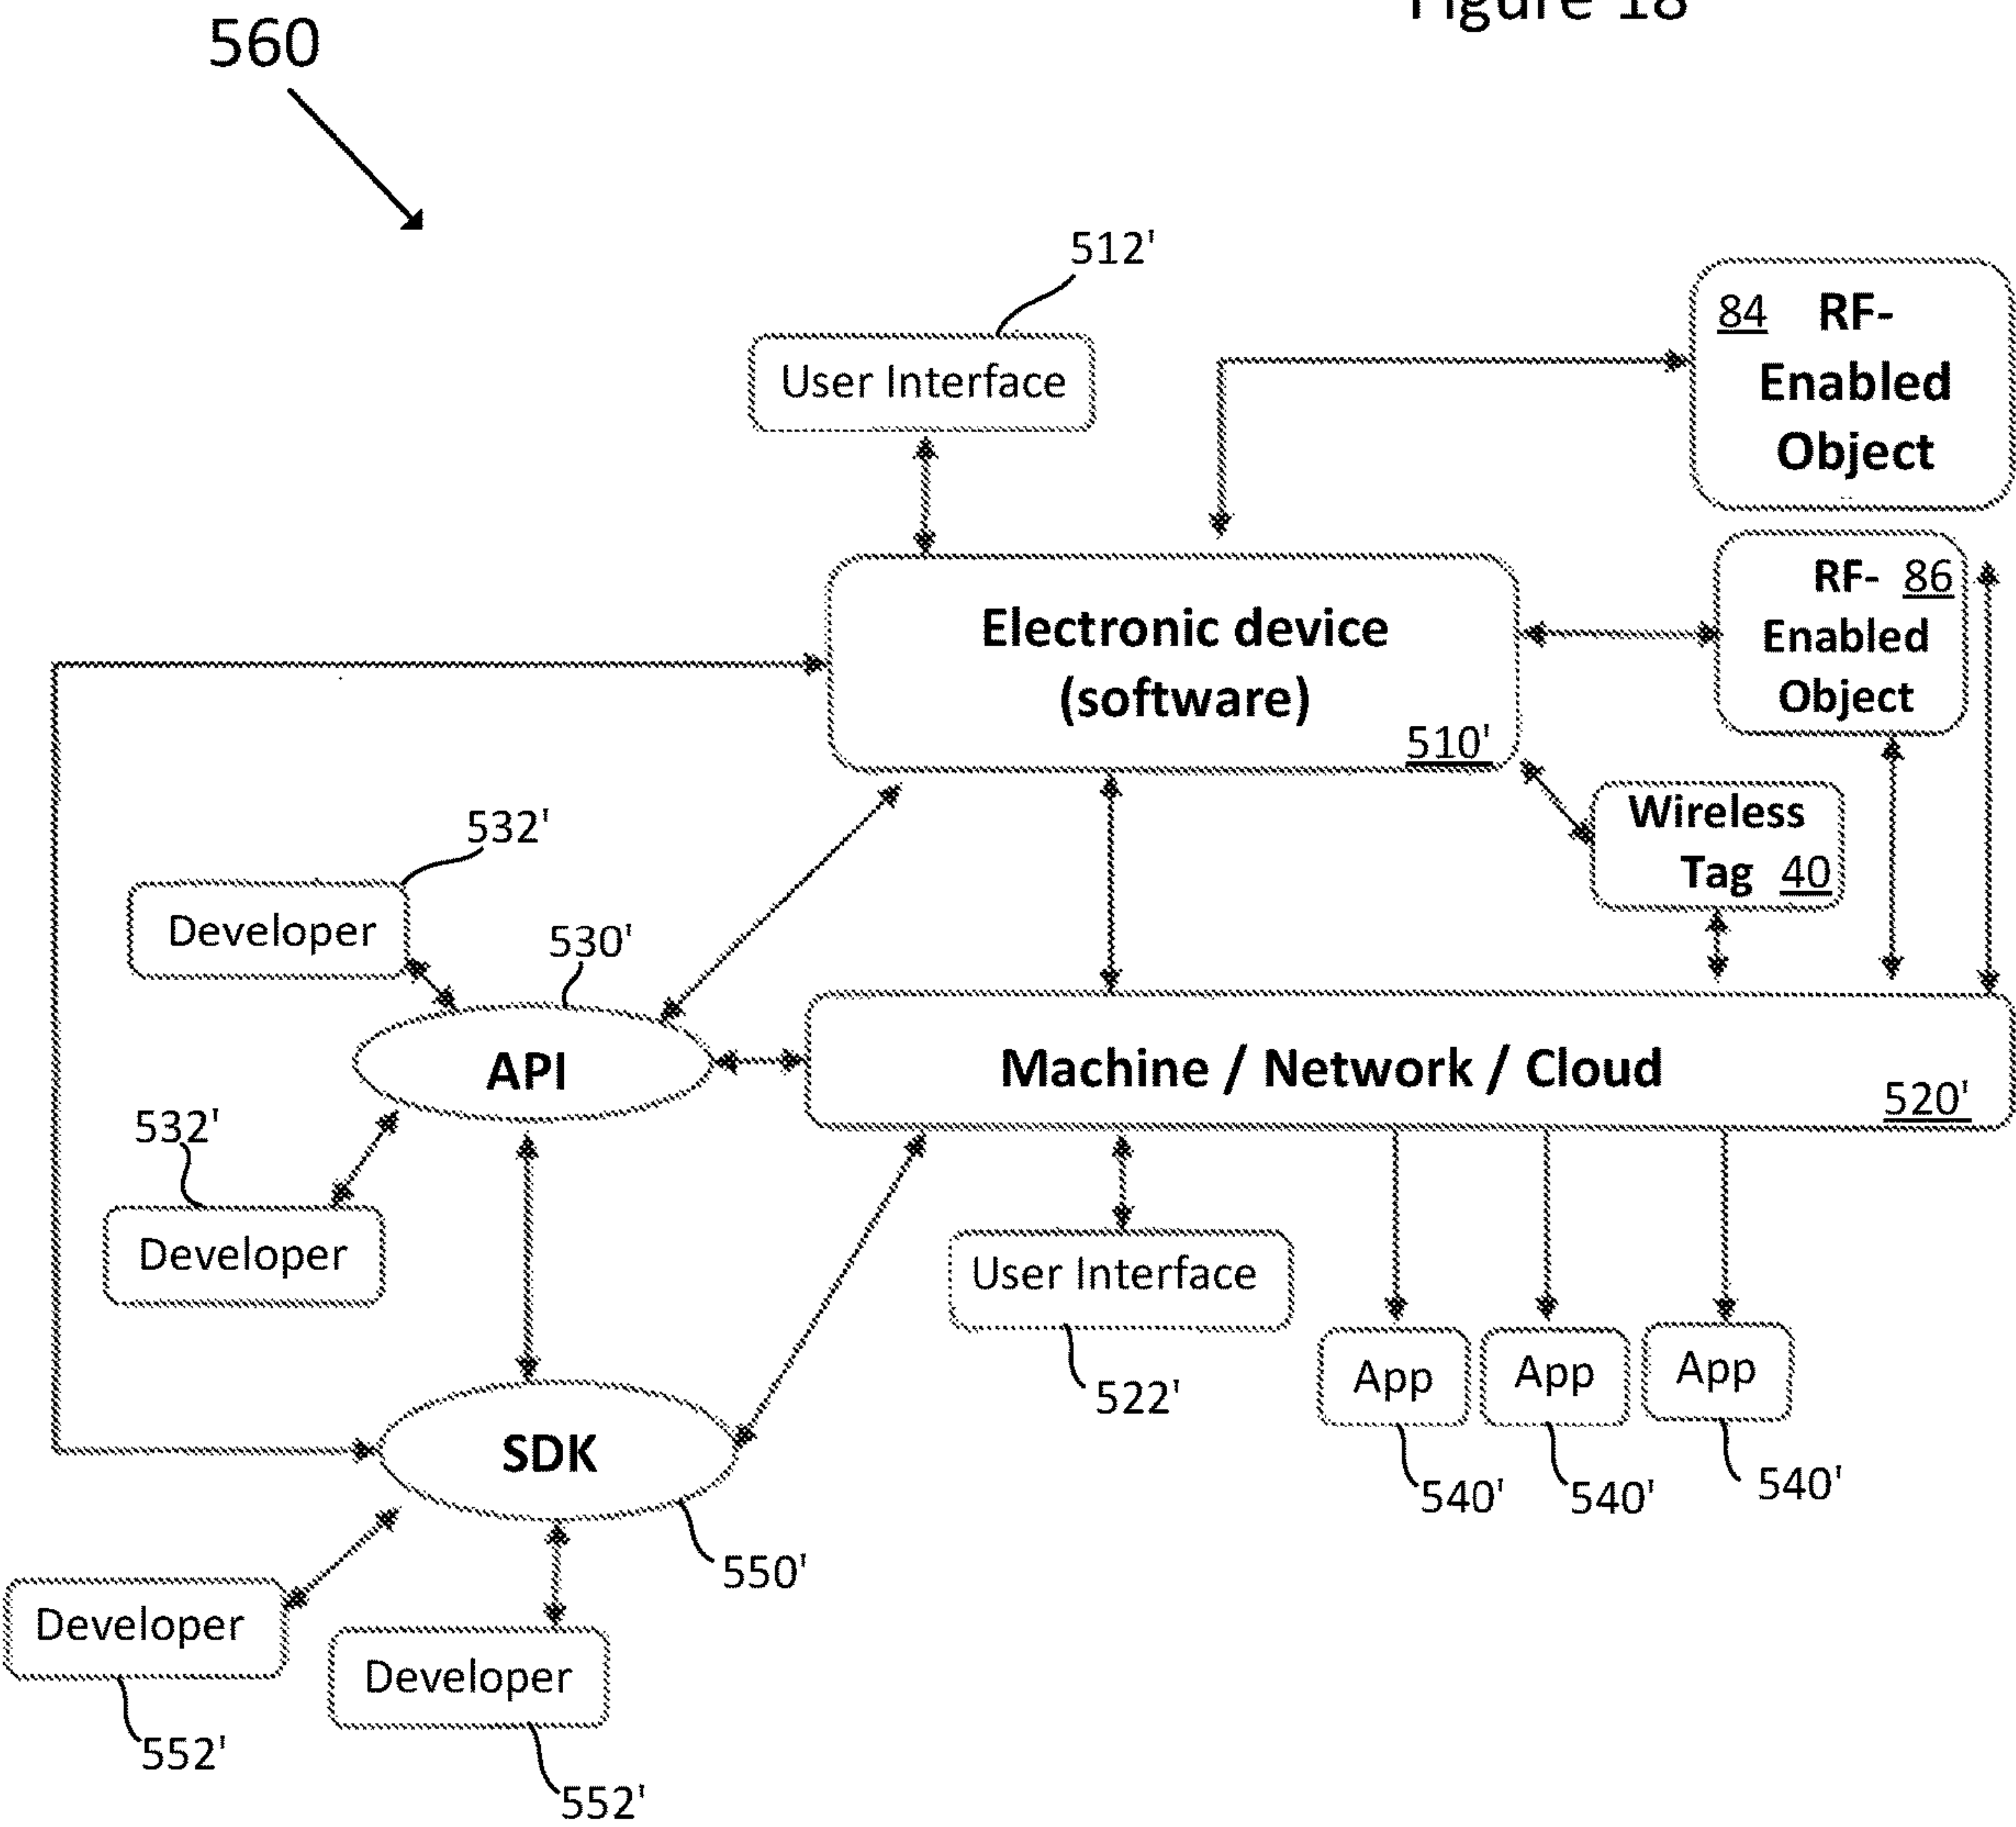 Figure 18
560
512'
User Interface
84 RF-
Enabled
Object
RF- 86
Enabled
Object
Electronic device
(software)
510'
Wireless
Tag 40
532'
Developer
530'
API
Machine / Network / Cloud
520'
532'
Developer
User Interface
522'
App
App
App
540'
540'
540'
SDK
550'
Developer
552'
Developer
552'